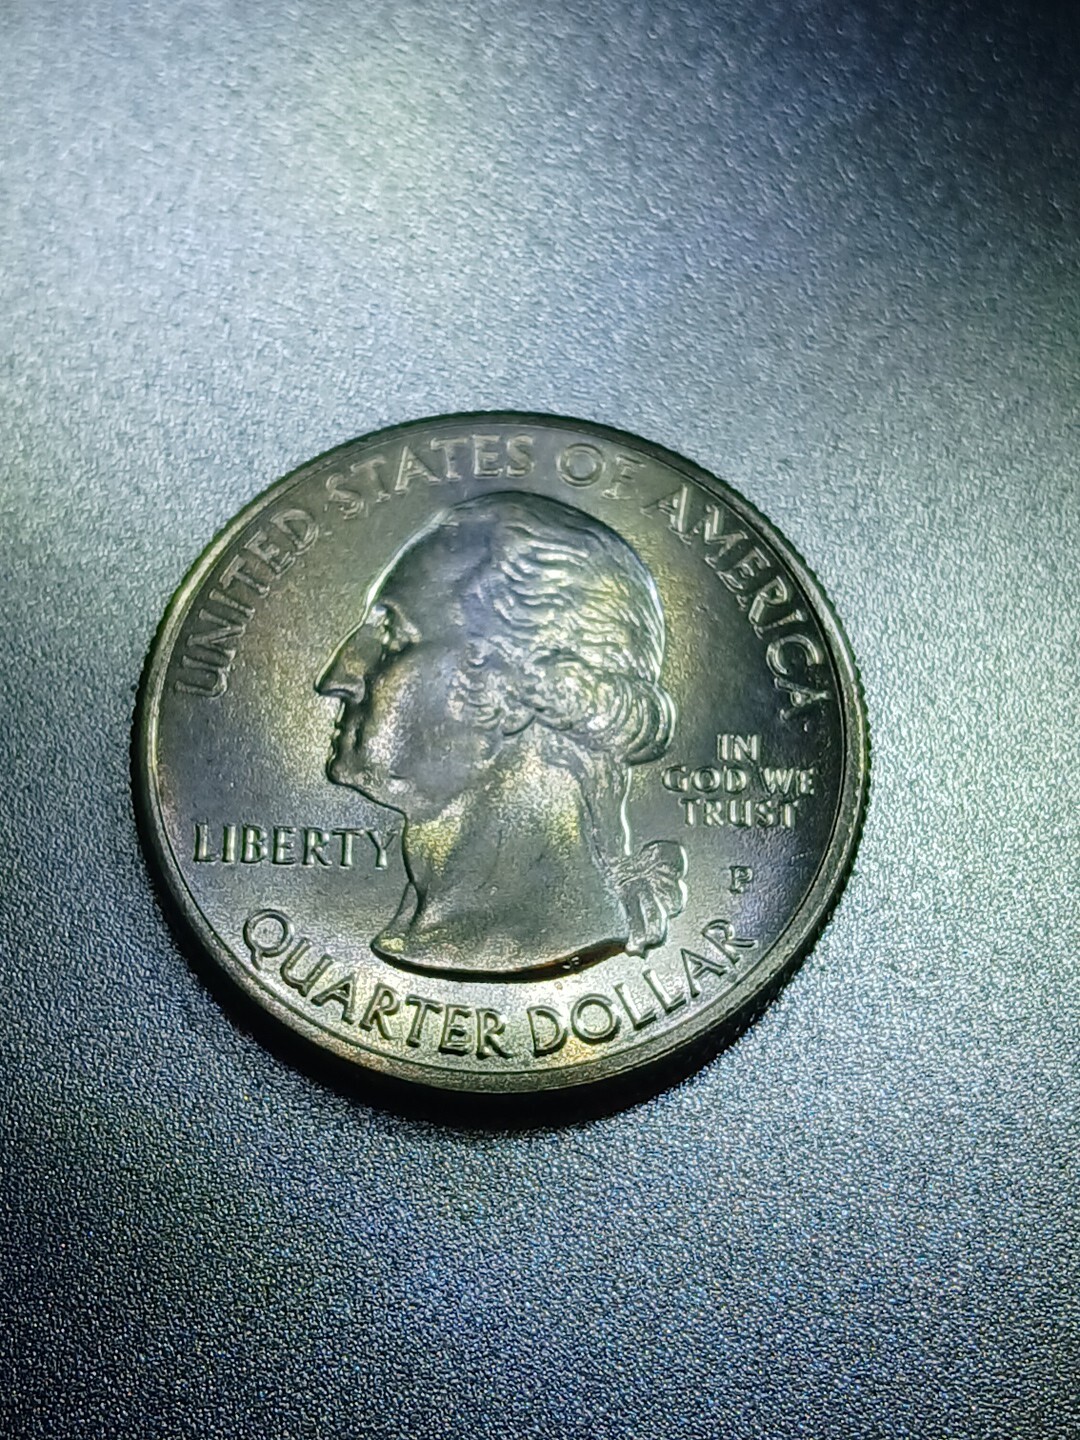 UNITED STATES OF AMERICA
LIBERTY
IN
GOD WE
TRUST
P
QUARTER DOLLAR